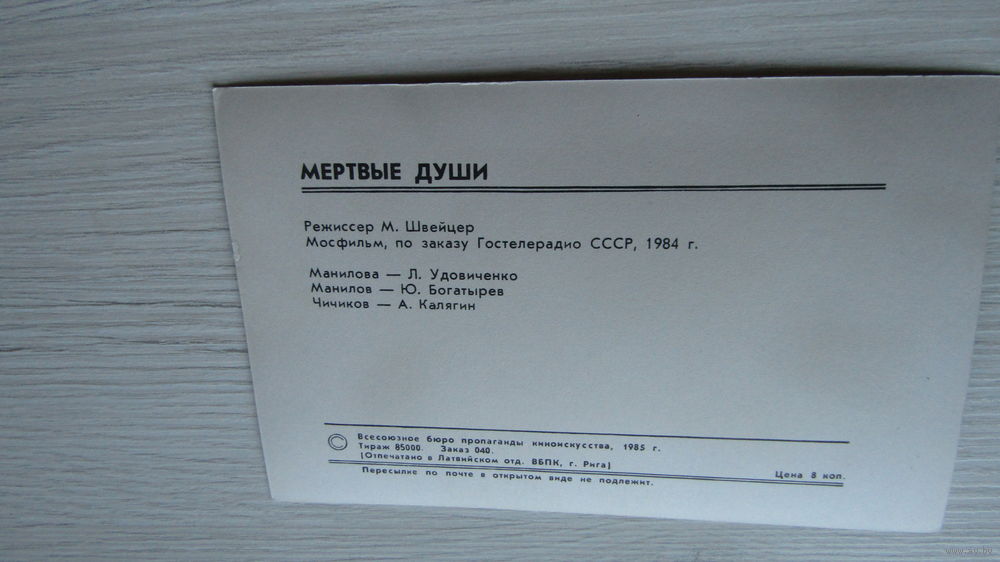 МЕРТВЫЕ ДУШИ
Режиссер М. Швейцер
Мосфильм, по заказу Гостелерадио СССР, 1984 г.
Манилова — Л. Удовиченко
Манилов — Ю. Богатырев
Чичиков — А. Калягин
© Всесоюзное бюро пропаганды киноискусства, 1985 г.
Тираж 85000. Заказ 040.
[Отпечатано в Латвийском отд. ВБПК, г. Рига]
Цена 8 коп.
Пересылке по почте в открытом виде не подлежит.